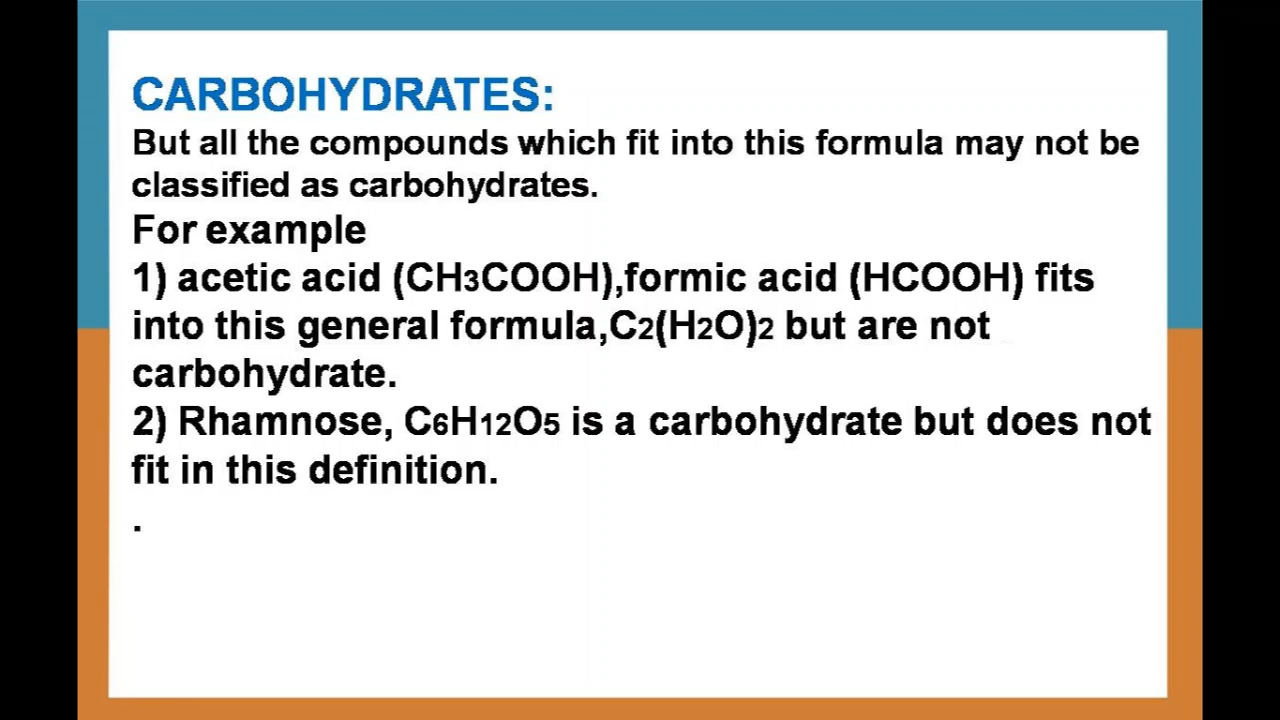 CARBOHYDRATES:
But all the compounds which fit into this formula may not be
classified as carbohydrates.
For example
1) acetic acid (CH3COOH),formic acid (HCOOH) fits
into this general formula,C2(H2O)2 but are not
carbohydrate.
2) Rhamnose, C6H12O5 is a carbohydrate but does not
fit in this definition.
.